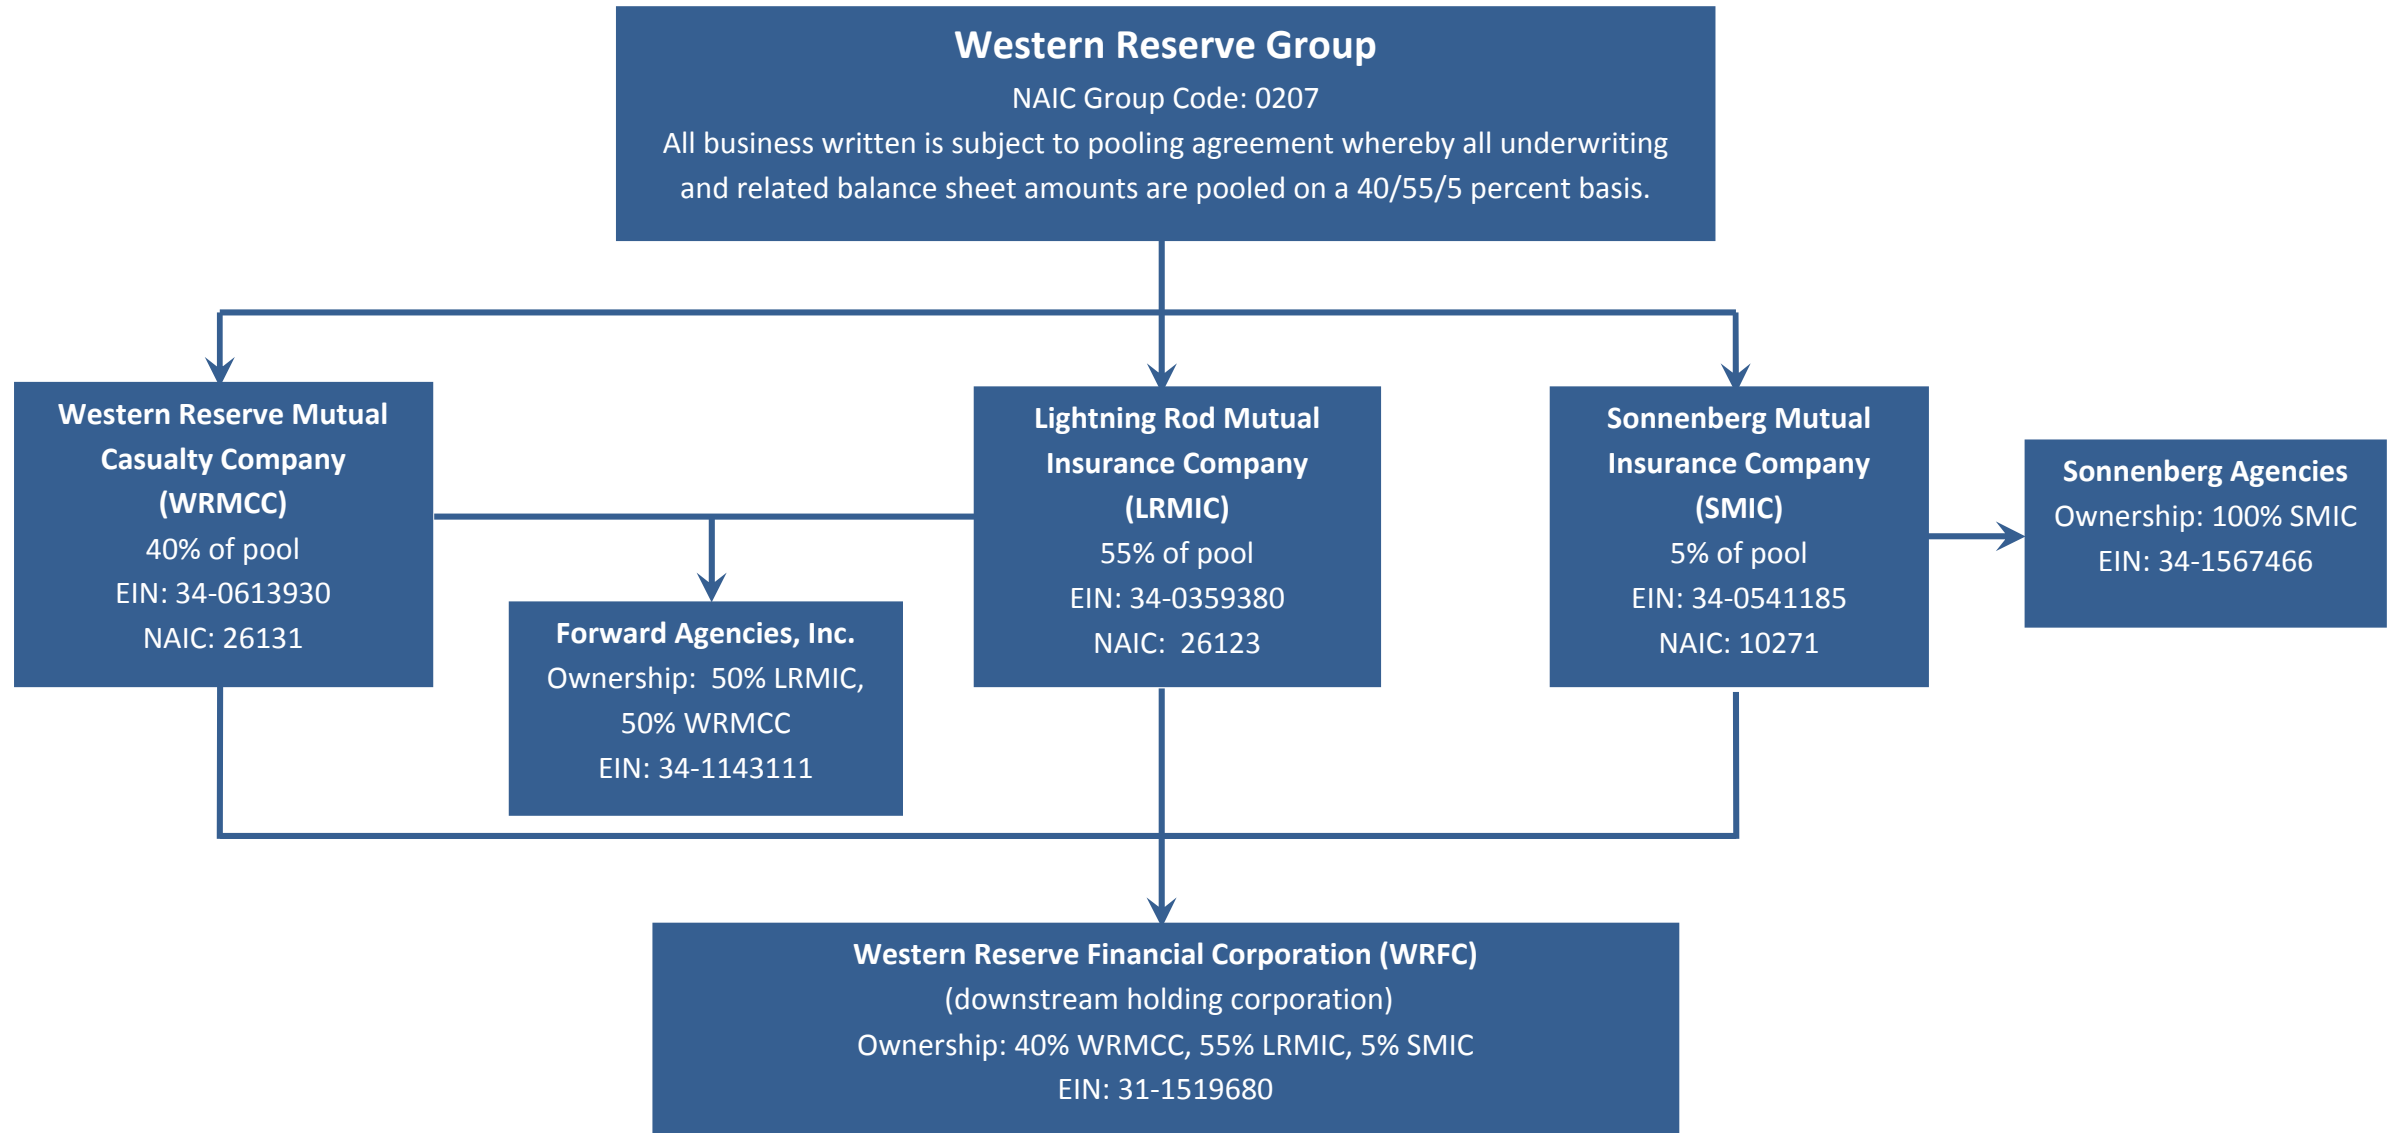 Western Reserve Group
NAIC Group Code: 0207
All business written is subject to pooling agreement whereby all underwriting
and related balance sheet amounts are pooled on a 40/55/5 percent basis.
Western Reserve Mutual
Casualty Company
(WRMCC)
40% of pool
EIN: 34-0613930
NAIC: 26131
Forward Agencies, Inc.
Ownership:  50% LRMIC,
50% WRMCC
EIN: 34-1143111
Lightning Rod Mutual
Insurance Company
(LRMIC)
55% of pool
EIN: 34-0359380
NAIC:  26123
Sonnenberg Mutual
Insurance Company
(SMIC)
5% of pool
EIN: 34-0541185
NAIC: 10271
Sonnenberg Agencies
Ownership: 100% SMIC
EIN: 34-1567466
Western Reserve Financial Corporation (WRFC)
(downstream holding corporation)
Ownership: 40% WRMCC, 55% LRMIC, 5% SMIC
EIN: 31-1519680